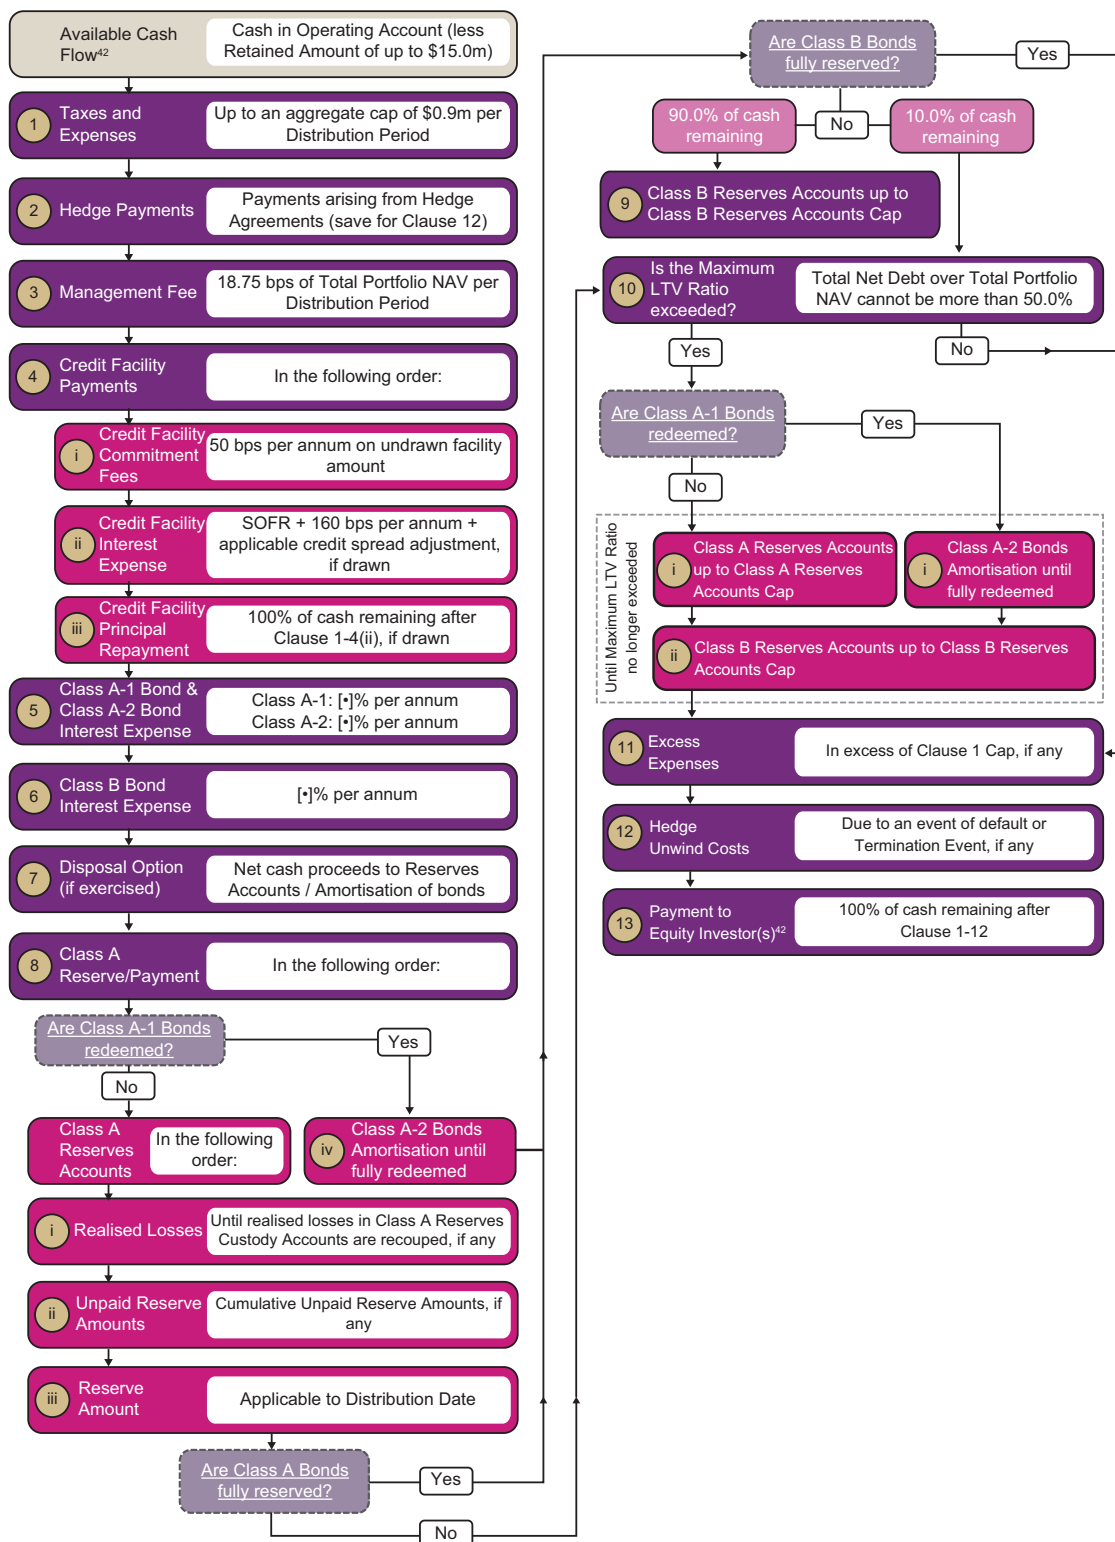 Available Cash
Flow⁴²
Cash in Operating Account (less
Retained Amount of up to $15.0m)
1
Taxes and
Expenses
Up to an aggregate cap of $0.9m per
Distribution Period
2
Hedge Payments
Payments arising from Hedge
Agreements (save for Clause 12)
3
Management Fee
18.75 bps of Total Portfolio NAV per
Distribution Period
4
Credit Facility
Payments
In the following order:
i
Credit Facility
Commitment
Fees
50 bps per annum on undrawn facility
amount
ii
Credit Facility
Interest
Expense
SOFR + 160 bps per annum +
applicable credit spread adjustment,
if drawn
iii
Credit Facility
Principal
Repayment
100% of cash remaining after
Clause 1-4(ii), if drawn
5
Class A-1 Bond &
Class A-2 Bond
Interest Expense
Class A-1: [•]% per annum
Class A-2: [•]% per annum
6
Class B Bond
Interest Expense
[•]% per annum
7
Disposal Option
(if exercised)
Net cash proceeds to Reserves
Accounts / Amortisation of bonds
8
Class A
Reserve/Payment
In the following order:
Are Class A-1 Bonds
redeemed?
Yes
No
Class A
Reserves
Accounts
In the following
order:
iv
Class A-2 Bonds
Amortisation until
fully redeemed
i
Realised Losses
Until realised losses in Class A Reserves
Custody Accounts are recouped, if any
ii
Unpaid Reserve
Amounts
Cumulative Unpaid Reserve Amounts, if
any
iii
Reserve
Amount
Applicable to Distribution Date
Are Class A Bonds
fully reserved?
Yes
No
Are Class B Bonds
fully reserved?
Yes
90.0% of cash
remaining
No
10.0% of cash
remaining
9
Class B Reserves Accounts up to
Class B Reserves Accounts Cap
10
Is the Maximum
LTV Ratio
exceeded?
Total Net Debt over Total Portfolio
NAV cannot be more than 50.0%
Yes
No
Are Class A-1 Bonds
redeemed?
Yes
No
Until Maximum LTV Ratio
no longer exceeded
i
Class A Reserves Accounts
up to Class A Reserves
Accounts Cap
i
Class A-2 Bonds
Amortisation until
fully redeemed
ii
Class B Reserves Accounts up to Class B Reserves
Accounts Cap
11
Excess
Expenses
In excess of Clause 1 Cap, if any
12
Hedge
Unwind Costs
Due to an event of default or
Termination Event, if any
13
Payment to
Equity Investor(s)⁴²
100% of cash remaining after
Clause 1-12